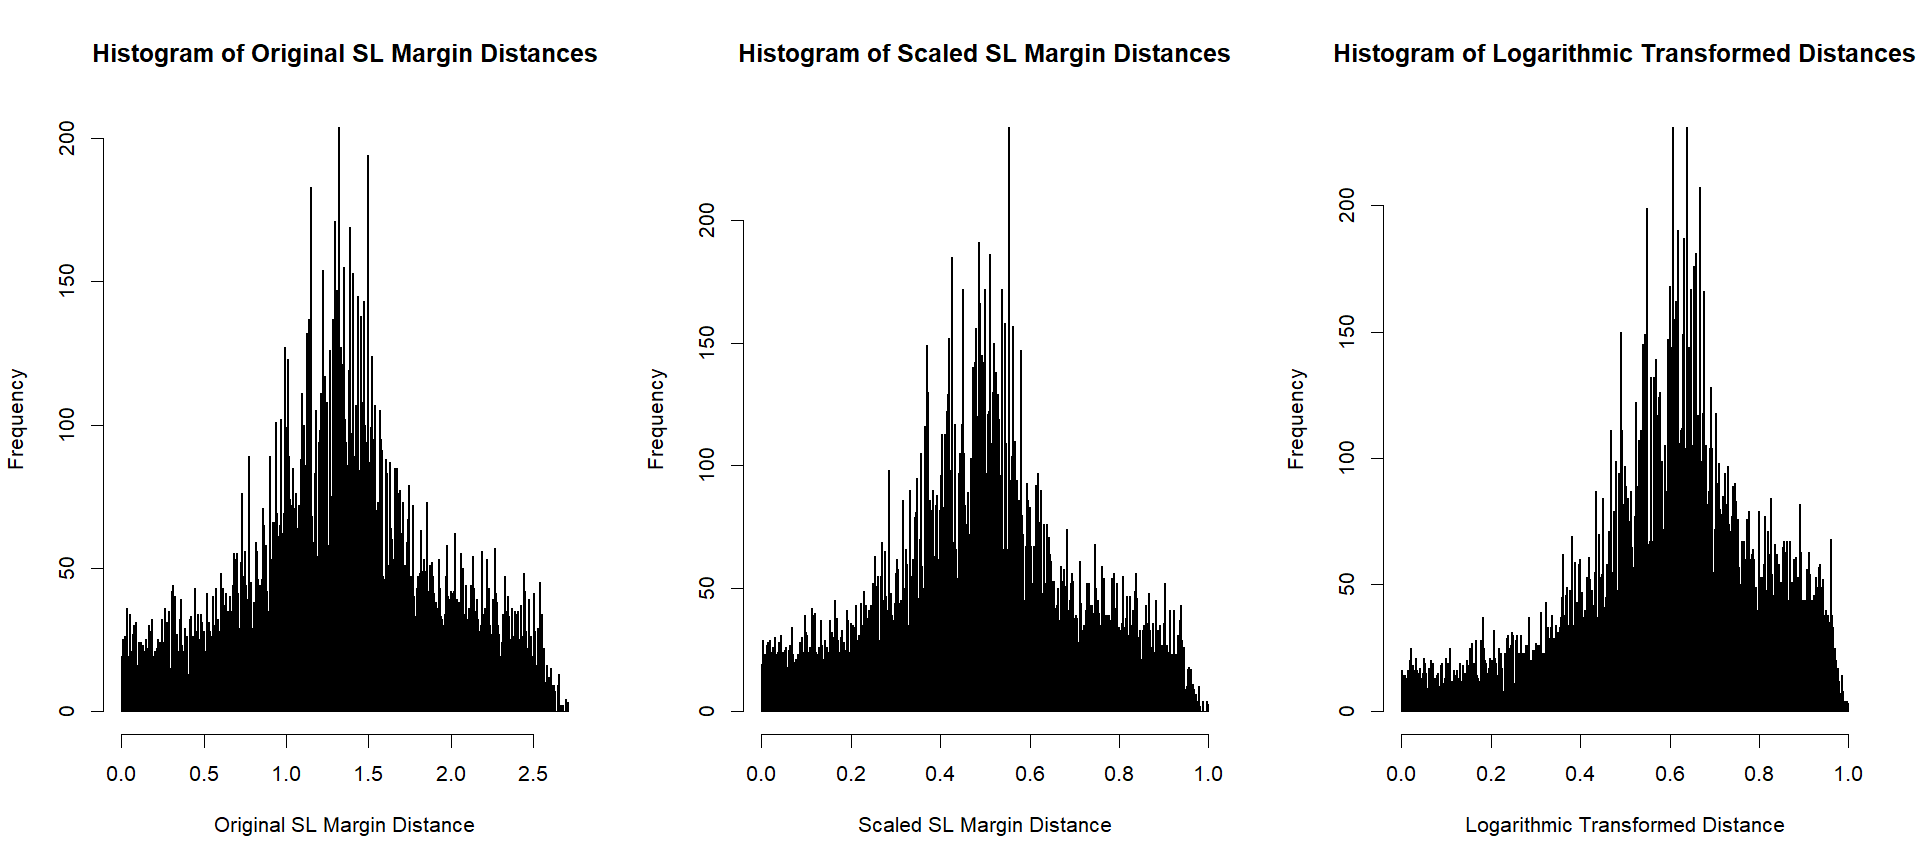 Histogram of Original SL Margin Distances
Frequency
200
150
100
50
0
0.0 0.5 1.0 1.5 2.0 2.5
Original SL Margin Distance
Histogram of Scaled SL Margin Distances
Frequency
200
150
100
50
0
0.0 0.2 0.4 0.6 0.8 1.0
Scaled SL Margin Distance
Histogram of Logarithmic Transformed Distances
Frequency
200
150
100
50
0
0.0 0.2 0.4 0.6 0.8 1.0
Logarithmic Transformed Distance